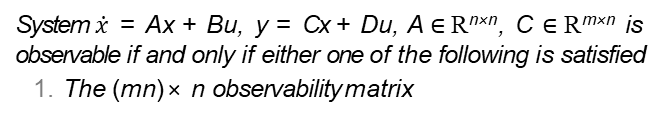 System ẋ = Ax + Bu, y = Cx + Du, A ∈ ℝⁿˣⁿ, C ∈ ℝᵐˣⁿ is
observable if and only if either one of the following is satisfied
1. The (mn) × n observability matrix